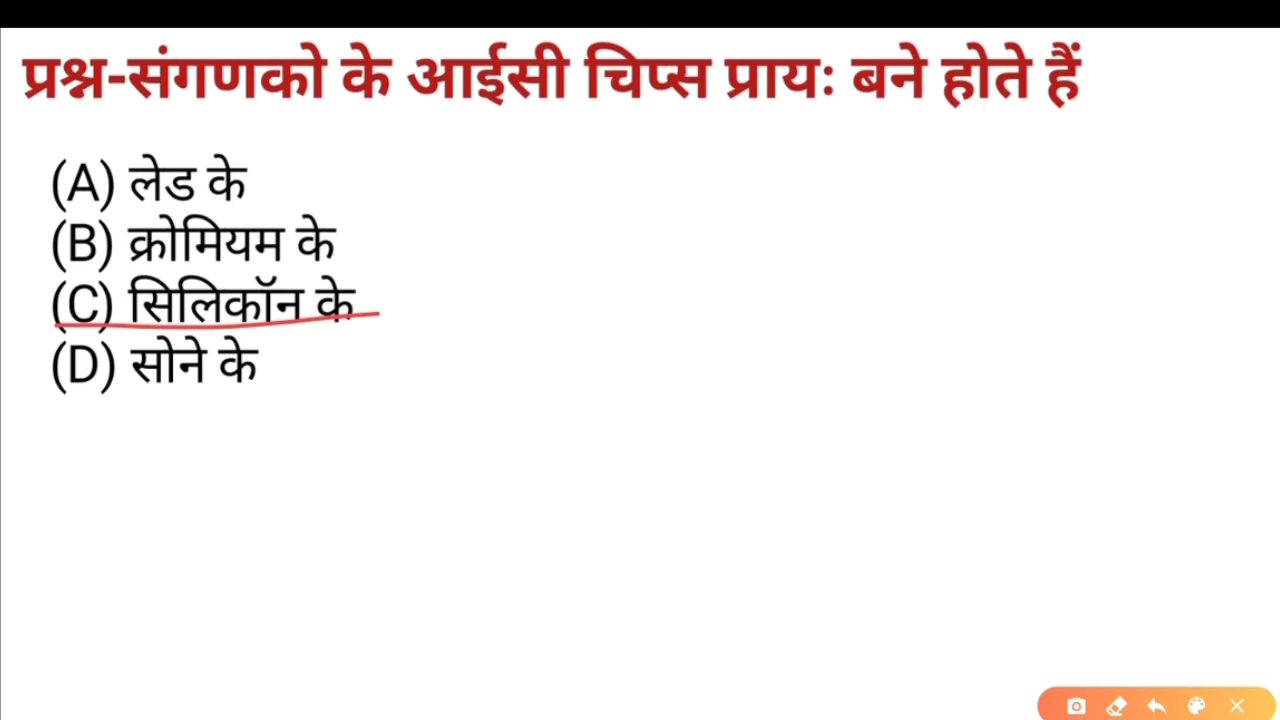 प्रश्न-संगणको के आईसी चिप्स प्रायः बने होते हैं
(A) लेड के
(B) क्रोमियम के
(C) सिलिकॉन के
(D) सोने के